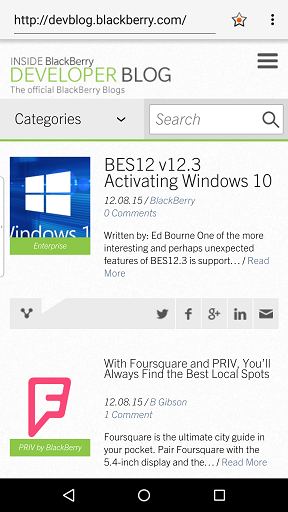 http://devblog.blackberry.com/
INSIDE BlackBerry
DEVELOPER BLOG
The official BlackBerry Blogs
Categories
Search
BES12 v12.3
Activating Windows 10
12.08.15 / BlackBerry
0 Comments
Windows 10
Enterprise
Written by: Ed Bourne One of the more
interesting and perhaps unexpected
features of BES12.3 is support… / Read
More
With Foursquare and PRIV, You'll
Always Find the Best Local Spots
12.08.15 / B Gibson
1 Comment
PRIV by BlackBerry
Foursquare is the ultimate city guide in
your pocket. Pair Foursquare with the
5.4-inch display and the… / Read More